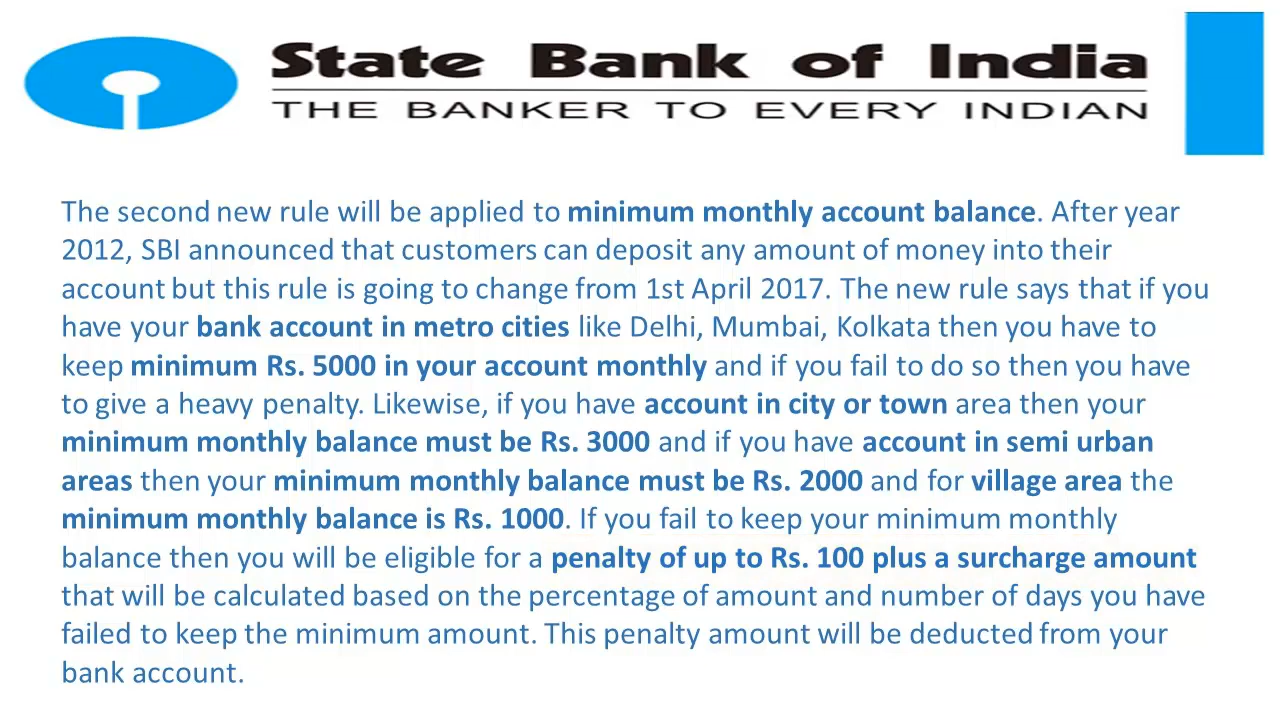 State Bank of India
THE BANKER TO EVERY INDIAN
The second new rule will be applied to minimum monthly account balance. After year
2012, SBI announced that customers can deposit any amount of money into their
account but this rule is going to change from 1st April 2017. The new rule says that if you
have your bank account in metro cities like Delhi, Mumbai, Kolkata then you have to
keep minimum Rs. 5000 in your account monthly and if you fail to do so then you have
to give a heavy penalty. Likewise, if you have account in city or town area then your
minimum monthly balance must be Rs. 3000 and if you have account in semi urban
areas then your minimum monthly balance must be Rs. 2000 and for village area the
minimum monthly balance is Rs. 1000. If you fail to keep your minimum monthly
balance then you will be eligible for a penalty of up to Rs. 100 plus a surcharge amount
that will be calculated based on the percentage of amount and number of days you have
failed to keep the minimum amount. This penalty amount will be deducted from your
bank account.